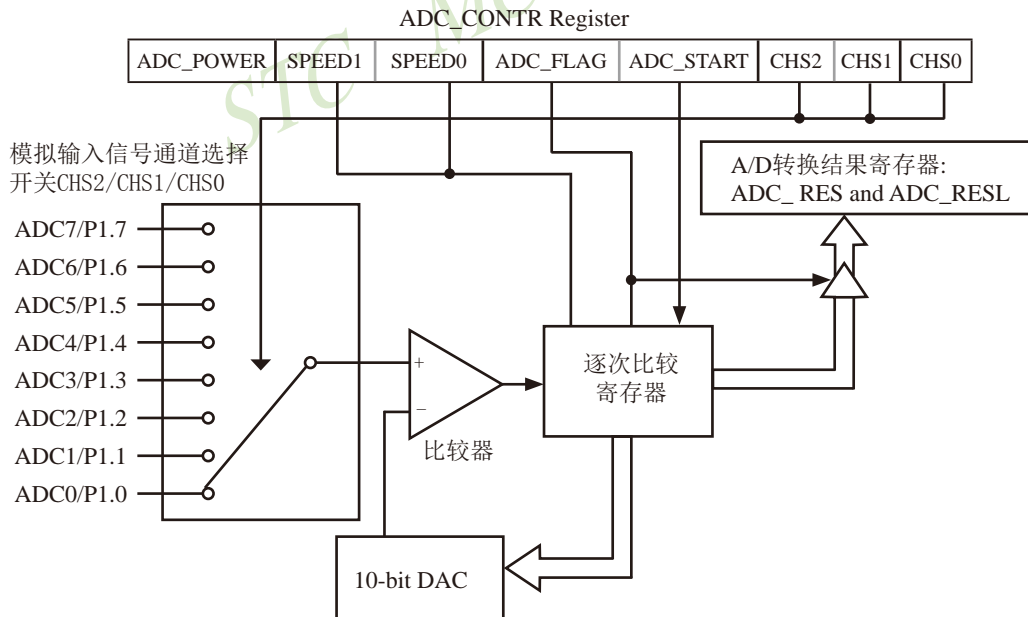 ADC_CONTR Register
ADC_POWER SPEED1 SPEED0 ADC_FLAG ADC_START CHS2 CHS1 CHS0
STC MC
模拟输入信号通道选择
开关CHS2/CHS1/CHS0
A/D转换结果寄存器:
ADC_ RES and ADC_RESL
ADC7/P1.7
ADC6/P1.6
ADC5/P1.5
ADC4/P1.4
ADC3/P1.3
ADC2/P1.2
ADC1/P1.1
ADC0/P1.0
+
−
比较器
逐次比较
寄存器
10-bit DAC